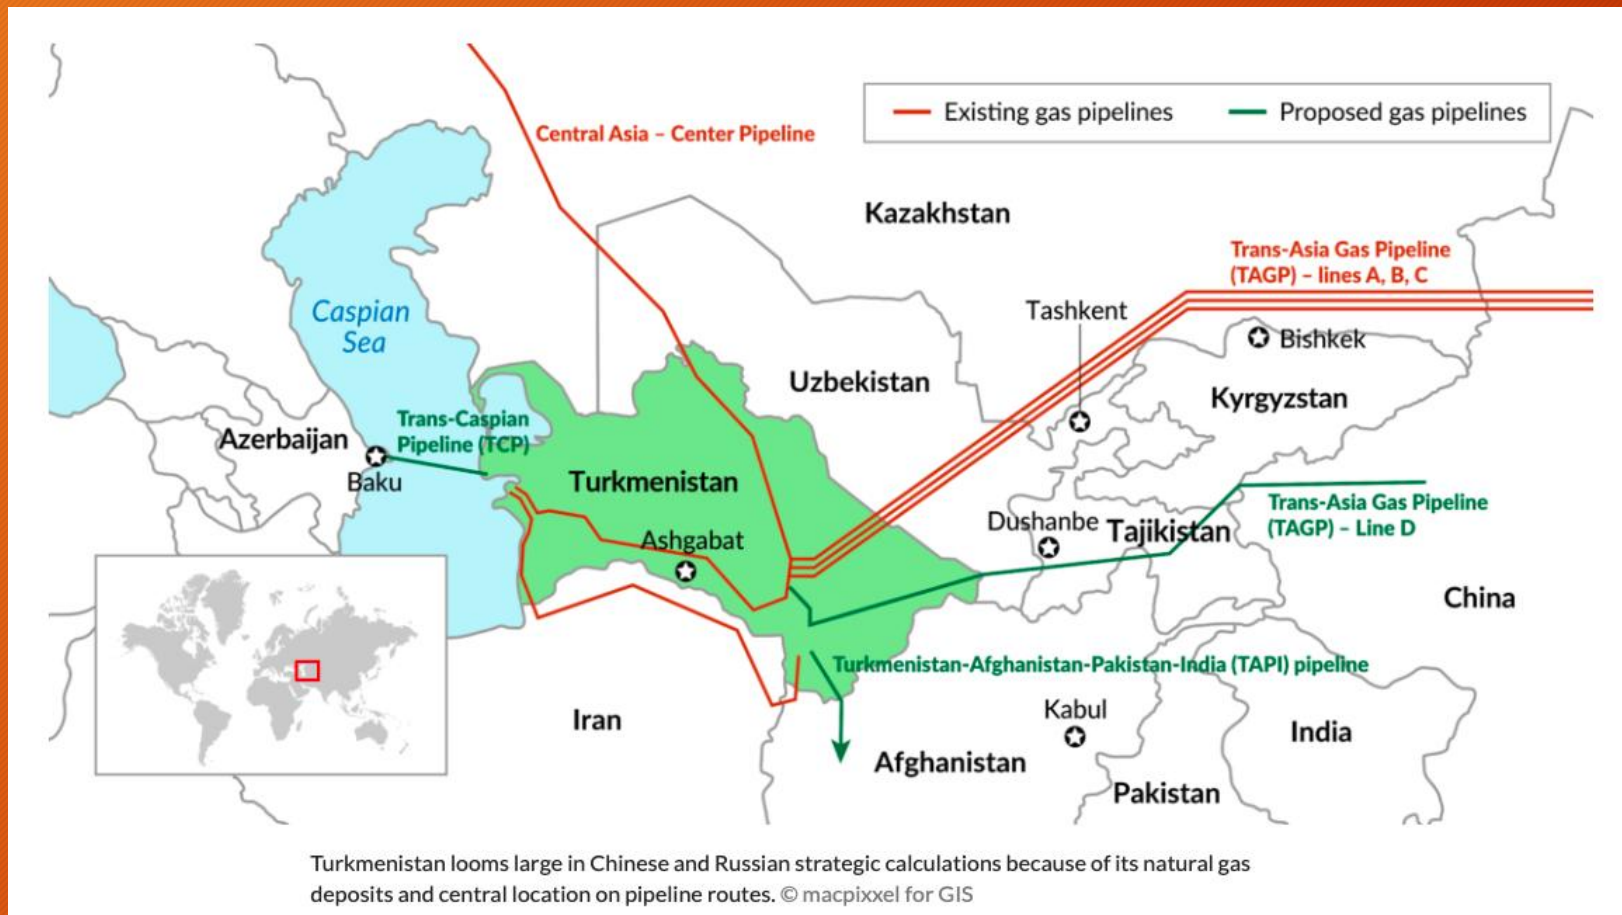 Existing gas pipelines
Proposed gas pipelines
Central Asia – Center Pipeline
Kazakhstan
Trans-Asia Gas Pipeline
(TAGP) – lines A, B, C
Caspian
Sea
Tashkent
Bishkek
Uzbekistan
Kyrgyzstan
Trans-Caspian
Pipeline (TCP)
Azerbaijan
Baku
Turkmenistan
Ashgabat
Dushanbe
Tajikistan
Trans-Asia Gas Pipeline
(TAGP) – Line D
China
Turkmenistan-Afghanistan-Pakistan-India (TAPI) pipeline
Iran
Kabul
India
Afghanistan
Pakistan
Turkmenistan looms large in Chinese and Russian strategic calculations because of its natural gas
deposits and central location on pipeline routes. © macpixxel for GIS